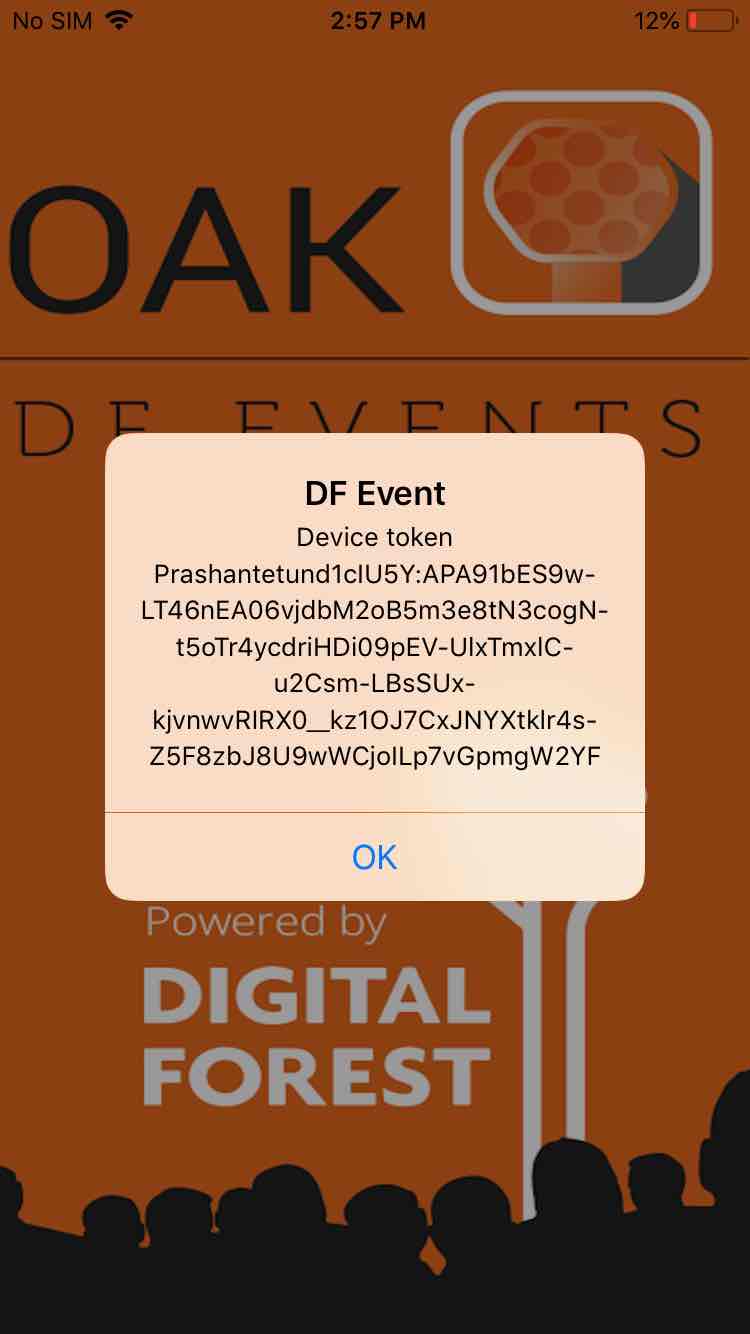 No SIM 2:57 PM 12%
OAK
DF EVENTS
DF Event
Device token
Prashantetund1cIU5Y:APA91bES9w-
LT46nEA06vjdbM2oB5m3e8tN3cogN-
t5oTr4ycdriHDi09pEV-UlxTmxlC-
u2Csm-LBsSUx-
kjvnwvRIRX0__kz1OJ7CxJNYXtklr4s-
Z5F8zbJ8U9wWCjoILp7vGpmgW2YF
OK
Powered by
DIGITAL
FOREST